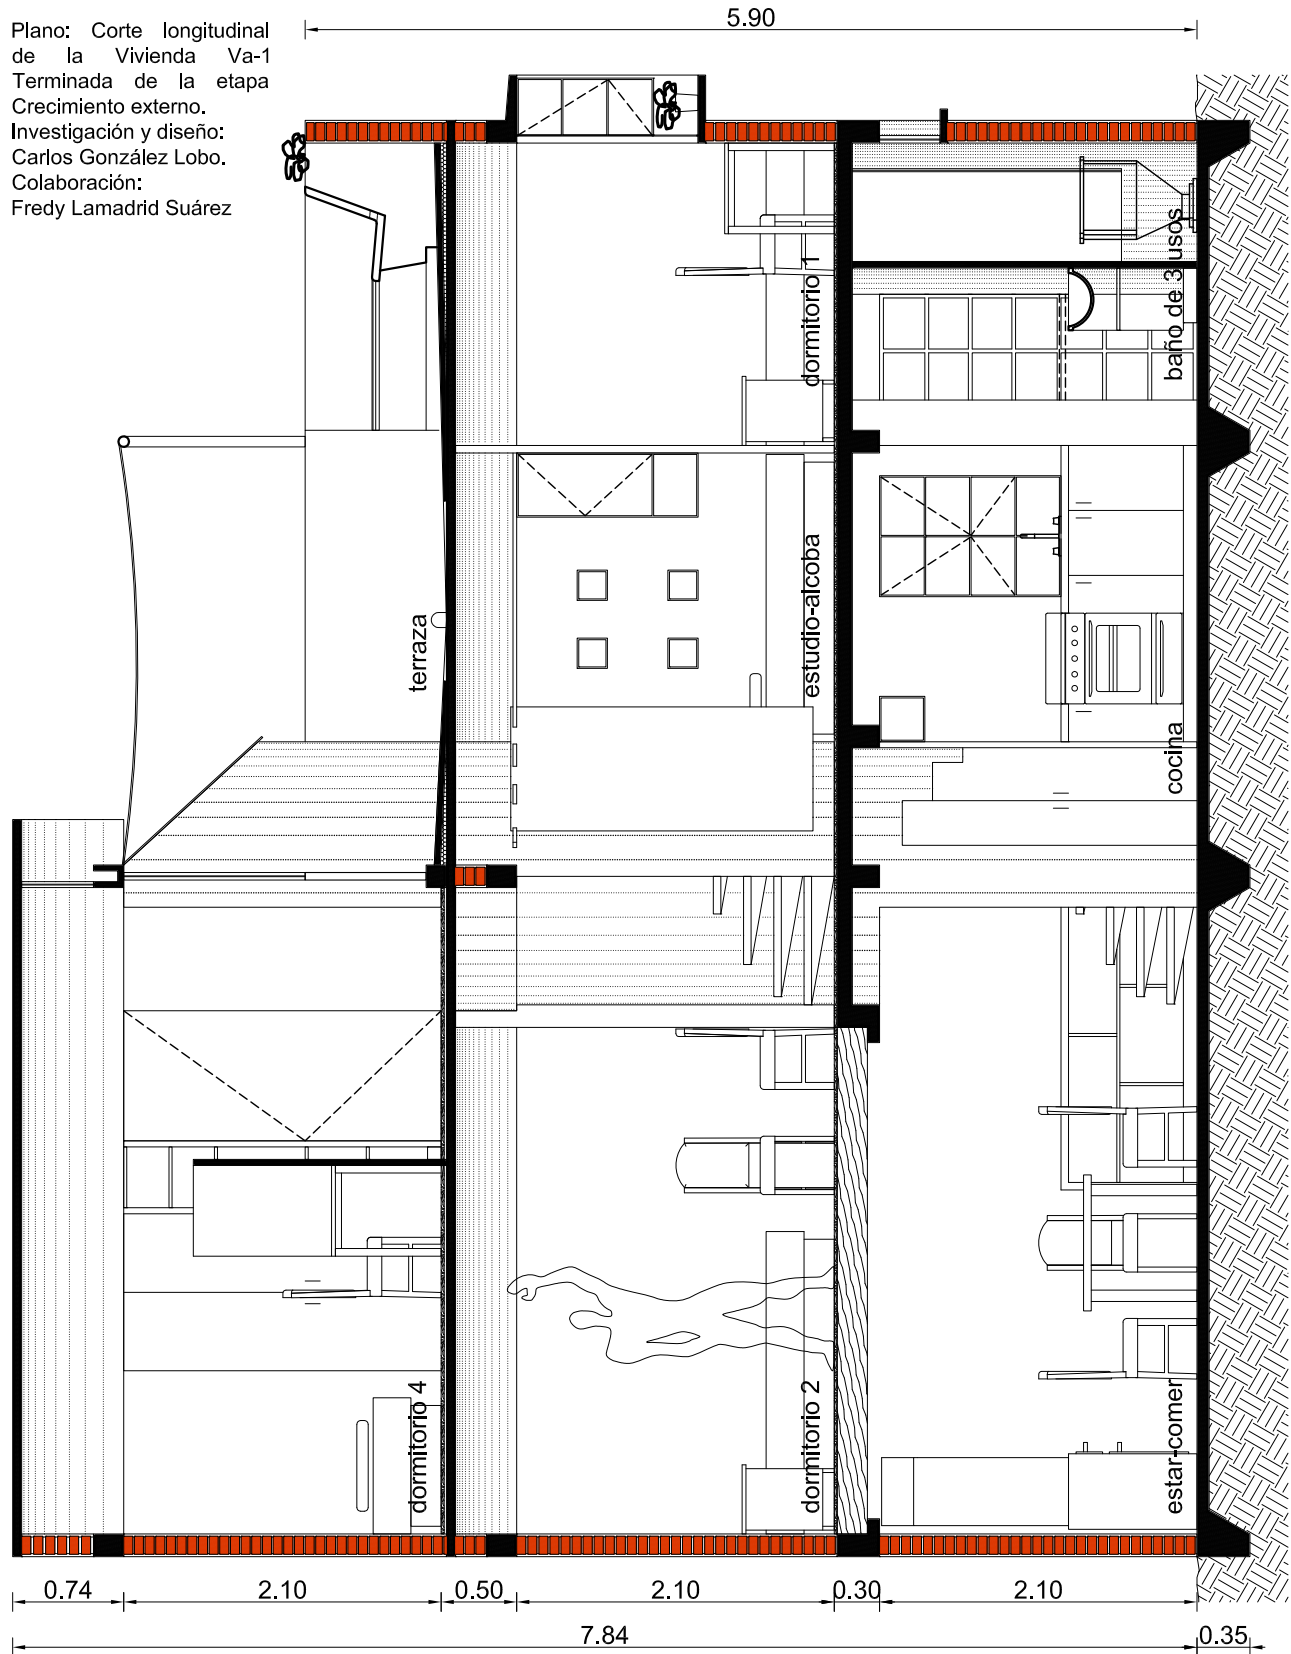 Plano: Corte longitudinal
de la Vivienda Va-1
Terminada de la etapa
Crecimiento externo.
Investigación y diseño:
Carlos González Lobo.
Colaboración:
Fredy Lamadrid Suárez
5.90
baño de 3 usos
dormitorio 1
estudio-alcoba
terraza
cocina
dormitorio 4
dormitorio 2
estar-comer
0.74
2.10
0.50
2.10
0.30
2.10
7.84
0.35